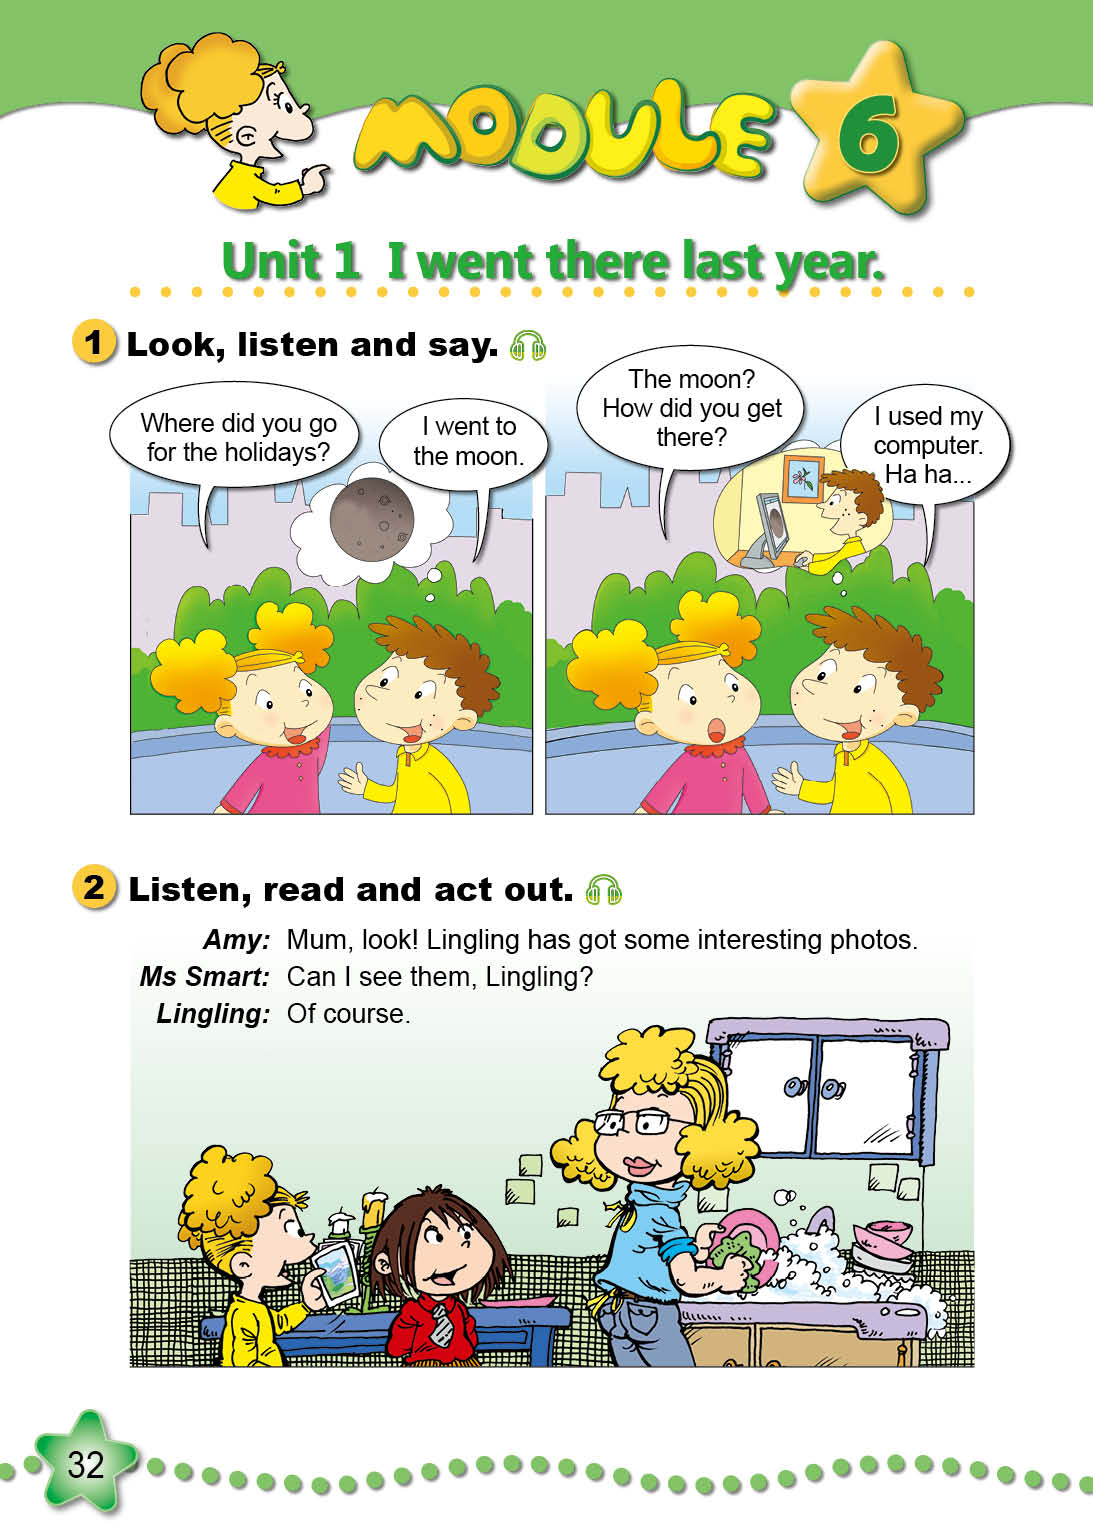 MODULE 6
Unit 1 I went there last year.
1 Look, listen and say.
Where did you go
for the holidays?
I went to
the moon.
The moon?
How did you get
there?
I used my
computer.
Ha ha...
2 Listen, read and act out.
Amy: Mum, look! Lingling has got some interesting photos.
Ms Smart: Can I see them, Lingling?
Lingling: Of course.
32